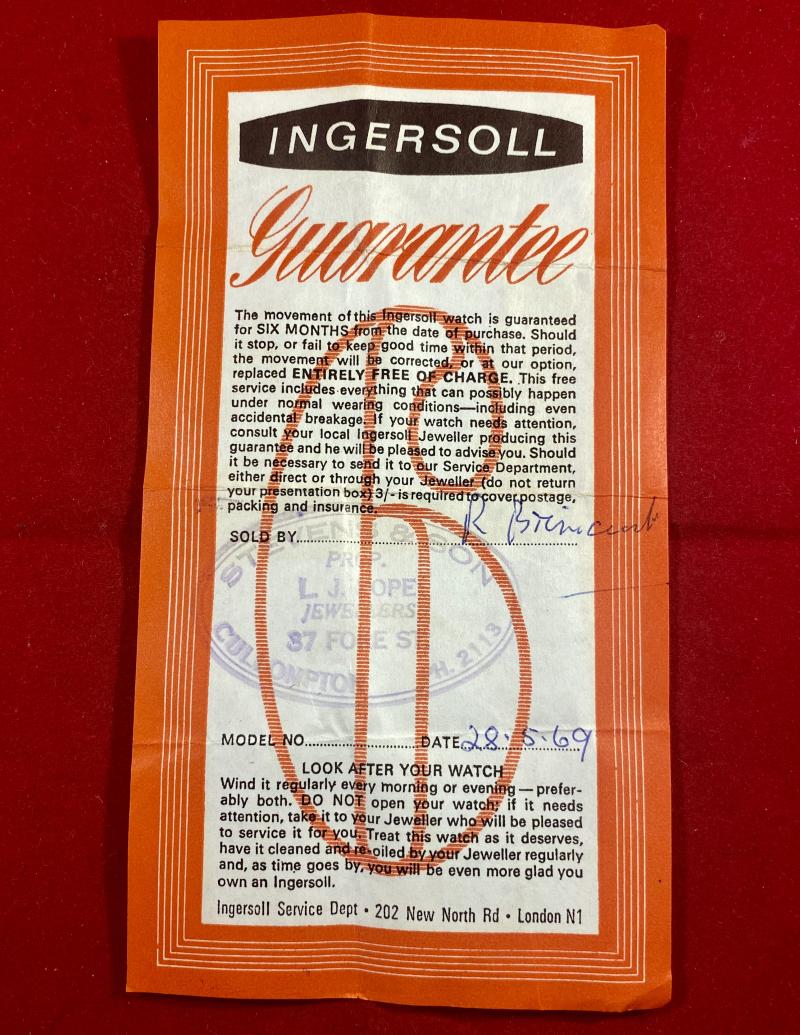 INGERSOLL
Guarantee
The movement of this Ingersoll watch is guaranteed
for SIX MONTHS from the date of purchase. Should
it stop, or fail to keep good time within that period,
the movement will be corrected, or at our option,
replaced ENTIRELY FREE OF CHARGE. This free
service includes everything that can possibly happen
under normal wearing conditions—including even
accidental breakage. If your watch needs attention,
consult your local Ingersoll Jeweller producing this
guarantee and he will be pleased to advise you. Should
it be necessary to send it to our Service Department,
either direct or through your Jeweller (do not return
your presentation box) 3/- is required to cover postage,
packing and insurance.
SOLD BY
STEVENS & SON
PROP.
L J.
JEWELLERS
37 FORE ST
CULLOMPTON PH. 2113
MODEL NO. DATE 28.5.69
LOOK AFTER YOUR WATCH
Wind it regularly every morning or evening — prefer-
ably both. DO NOT open your watch; if it needs
attention, take it to your Jeweller who will be pleased
to service it for you. Treat this watch as it deserves,
have it cleaned and re-oiled by your Jeweller regularly
and, as time goes by, you will be even more glad you
own an Ingersoll.
Ingersoll Service Dept • 202 New North Rd • London N1